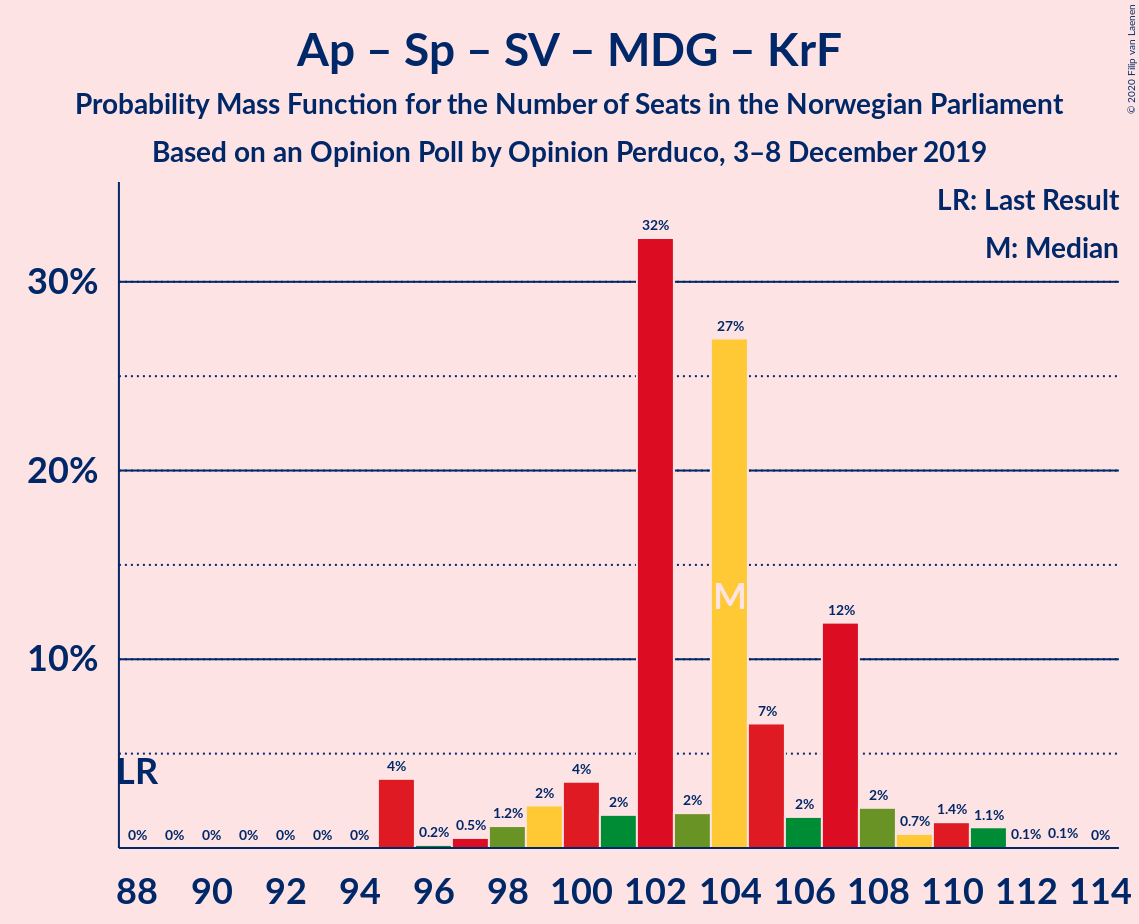 Ap – Sp – SV – MDG – KrF
Probability Mass Function for the Number of Seats in the Norwegian Parliament
Based on an Opinion Poll by Opinion Perduco, 3–8 December 2019
© 2020 Filip van Laenen
LR: Last Result
M: Median
30%
20%
10%
LR
M
0% 0% 0% 0% 0% 0% 0% 4% 0.2% 0.5% 1.2% 2% 4% 2% 32% 2% 27% 7% 2% 12% 2% 0.7% 1.4% 1.1% 0.1% 0.1% 0%
88 90 92 94 96 98 100 102 104 106 108 110 112 114